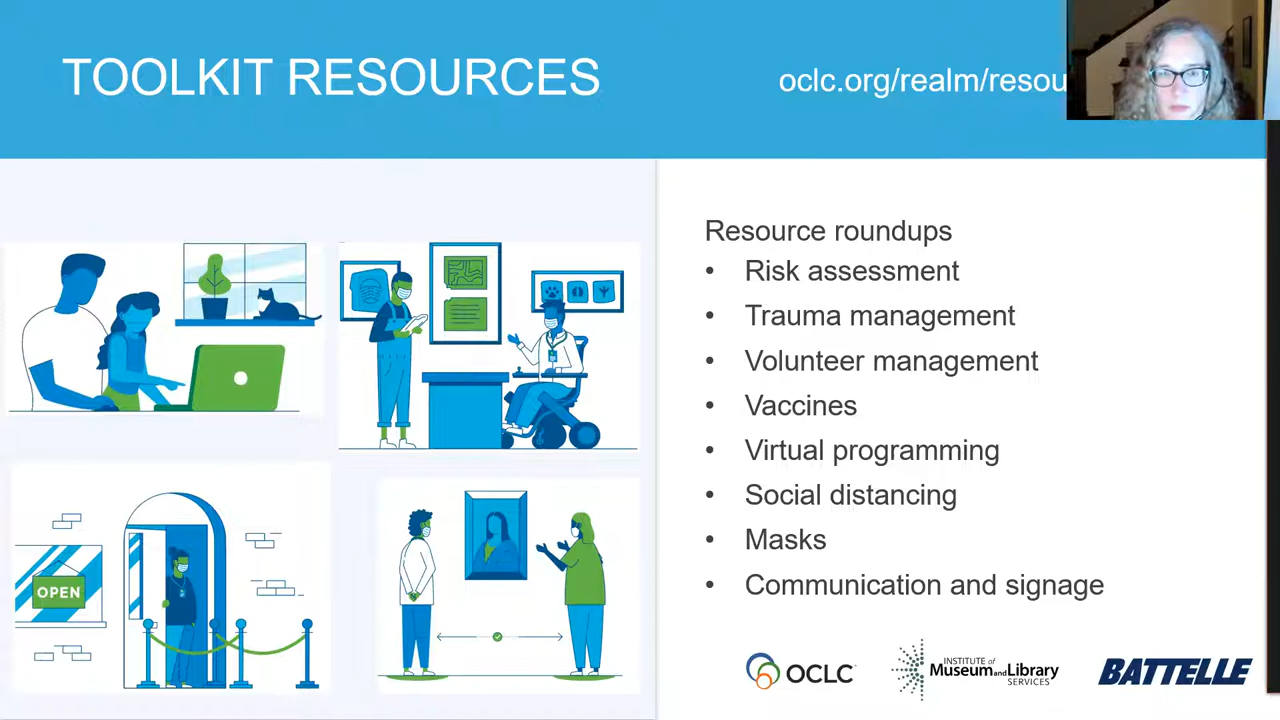 TOOLKIT RESOURCES
oclc.org/realm/resou
Resource roundups
• Risk assessment
• Trauma management
• Volunteer management
• Vaccines
• Virtual programming
• Social distancing
• Masks
• Communication and signage
OPEN
OCLC
INSTITUTE of
Museum and Library
SERVICES
BATTELLE